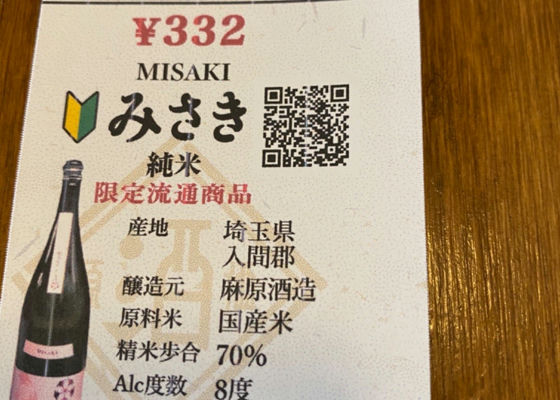 ¥332
MISAKI
みさき
純米
限定流通商品
産地 埼玉県
入間郡
醸造元 麻原酒造
原料米 国産米
精米歩合 70%
Alc度数 8度
MISAKI